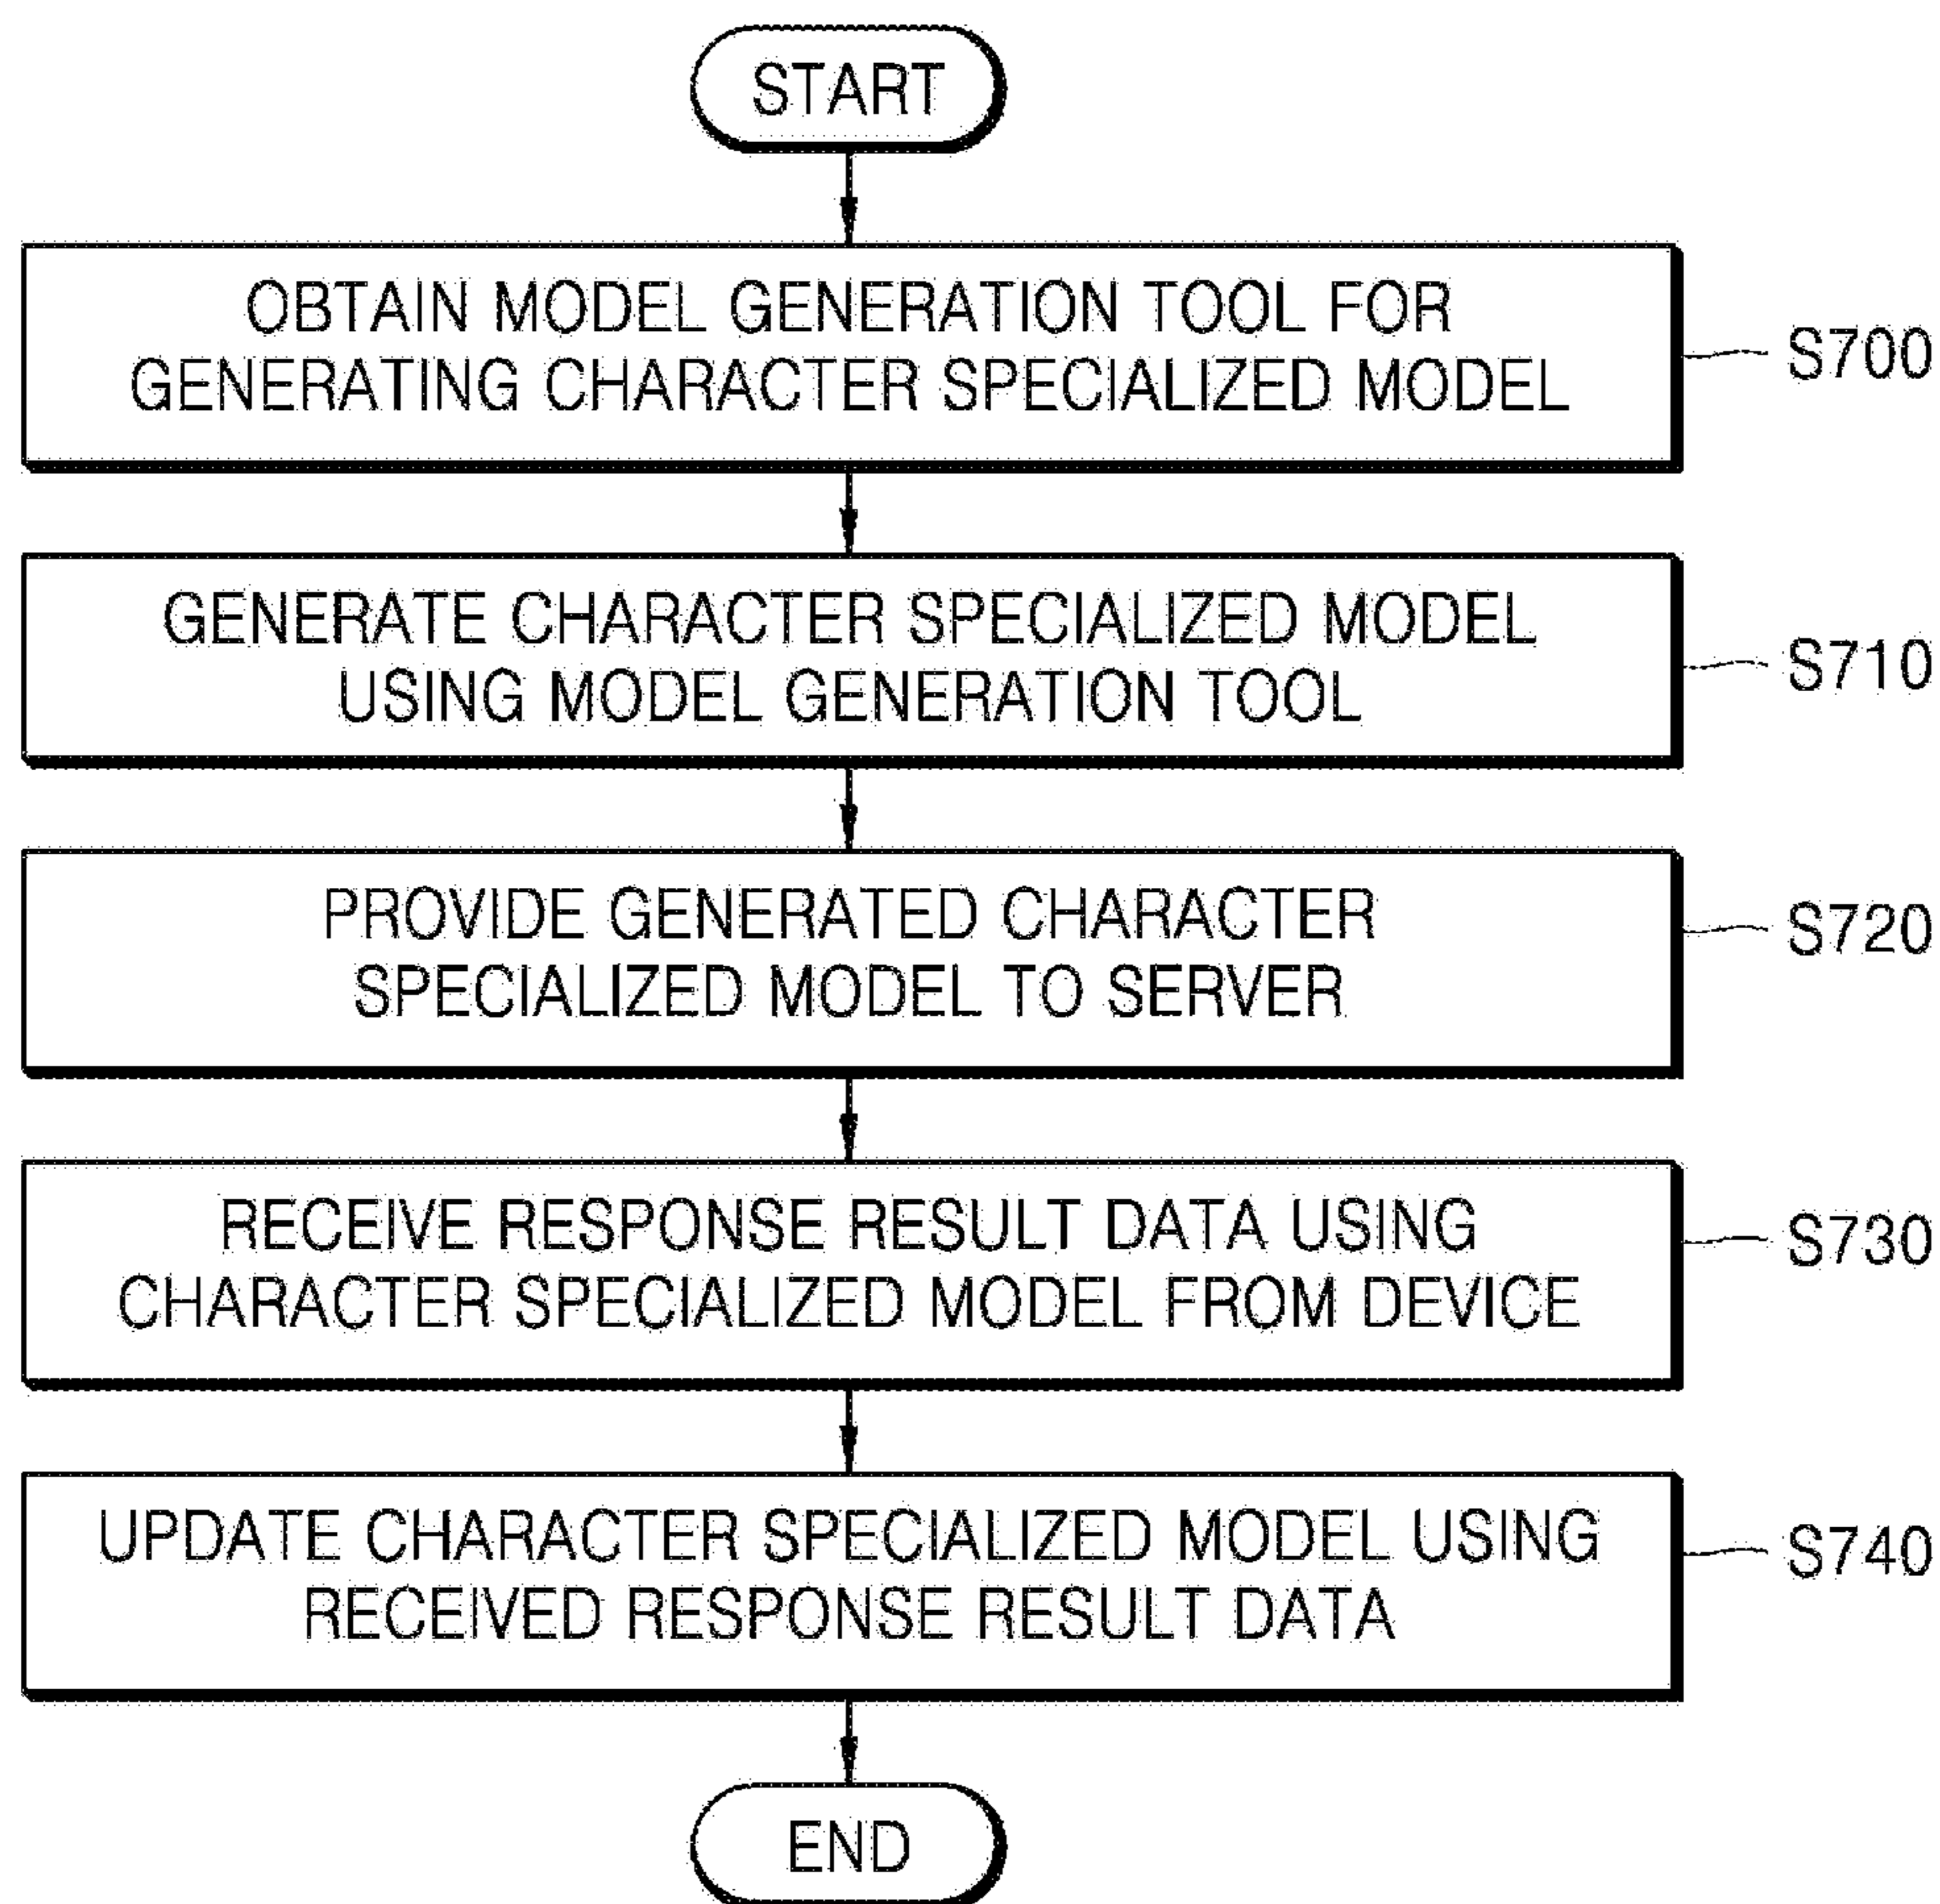 START
OBTAIN MODEL GENERATION TOOL FOR
GENERATING CHARACTER SPECIALIZED MODEL
S700
GENERATE CHARACTER SPECIALIZED MODEL
USING MODEL GENERATION TOOL
S710
PROVIDE GENERATED CHARACTER
SPECIALIZED MODEL TO SERVER
S720
RECEIVE RESPONSE RESULT DATA USING
CHARACTER SPECIALIZED MODEL FROM DEVICE
S730
UPDATE CHARACTER SPECIALIZED MODEL USING
RECEIVED RESPONSE RESULT DATA
S740
END